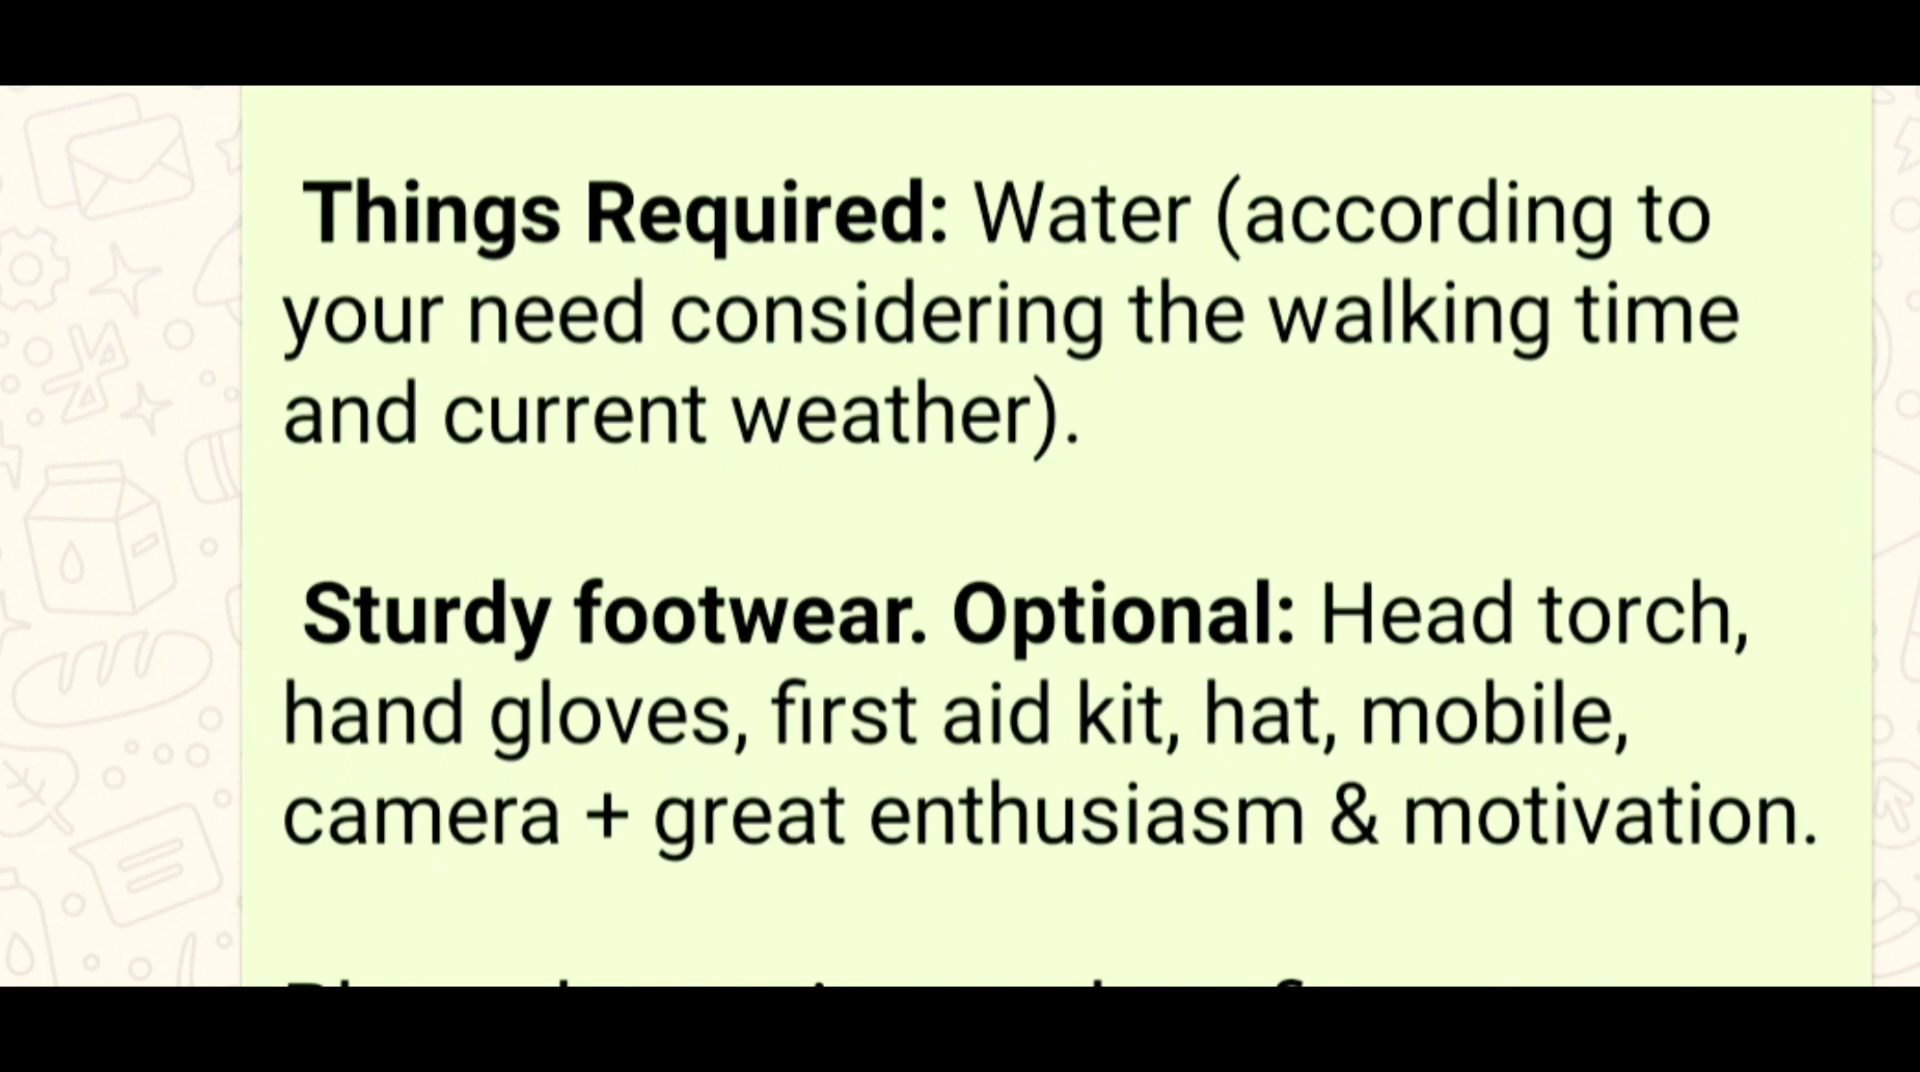 Things Required: Water (according to
your need considering the walking time
and current weather).
Sturdy footwear. Optional: Head torch,
hand gloves, first aid kit, hat, mobile,
camera + great enthusiasm & motivation.